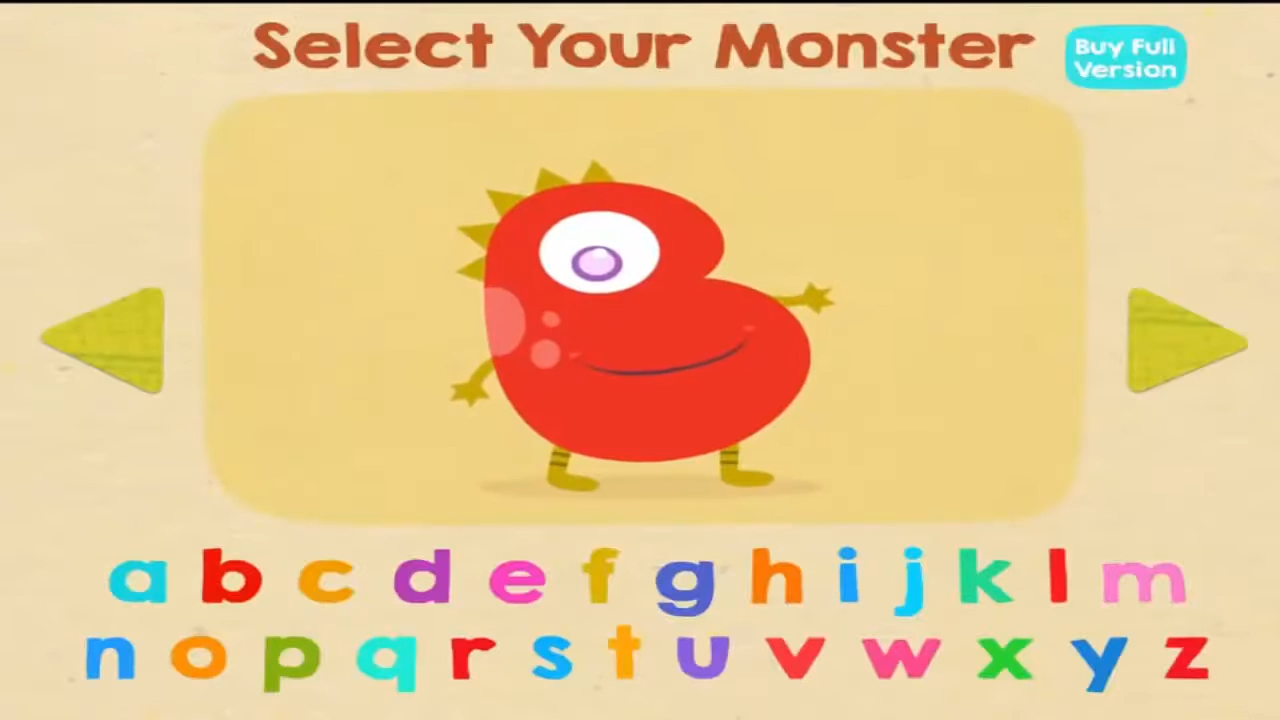 Select Your Monster
Buy Full
Version
a b c d e f g h i j k l m
n o p q r s t u v w x y z